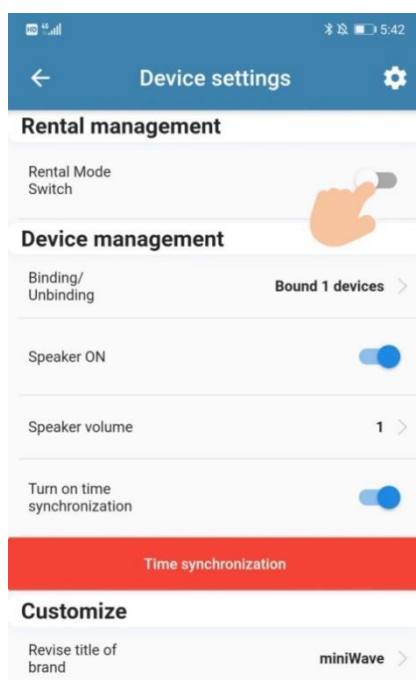 HD 5:42
Device settings
Rental management
Rental Mode
Switch
Device management
Binding/
Unbinding
Bound 1 devices
Speaker ON
Speaker volume
1
Turn on time
synchronization
Time synchronization
Customize
Revise title of
brand
miniWave